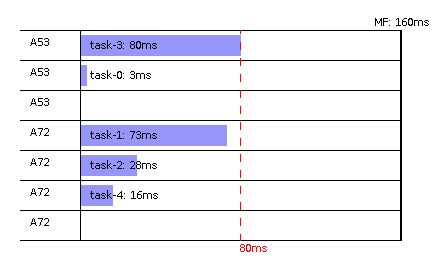 MF: 160ms
A53 task-3: 80ms
A53 task-0: 3ms
A53
A72 task-1: 73ms
A72 task-2: 28ms
A72 task-4: 16ms
A72
80ms